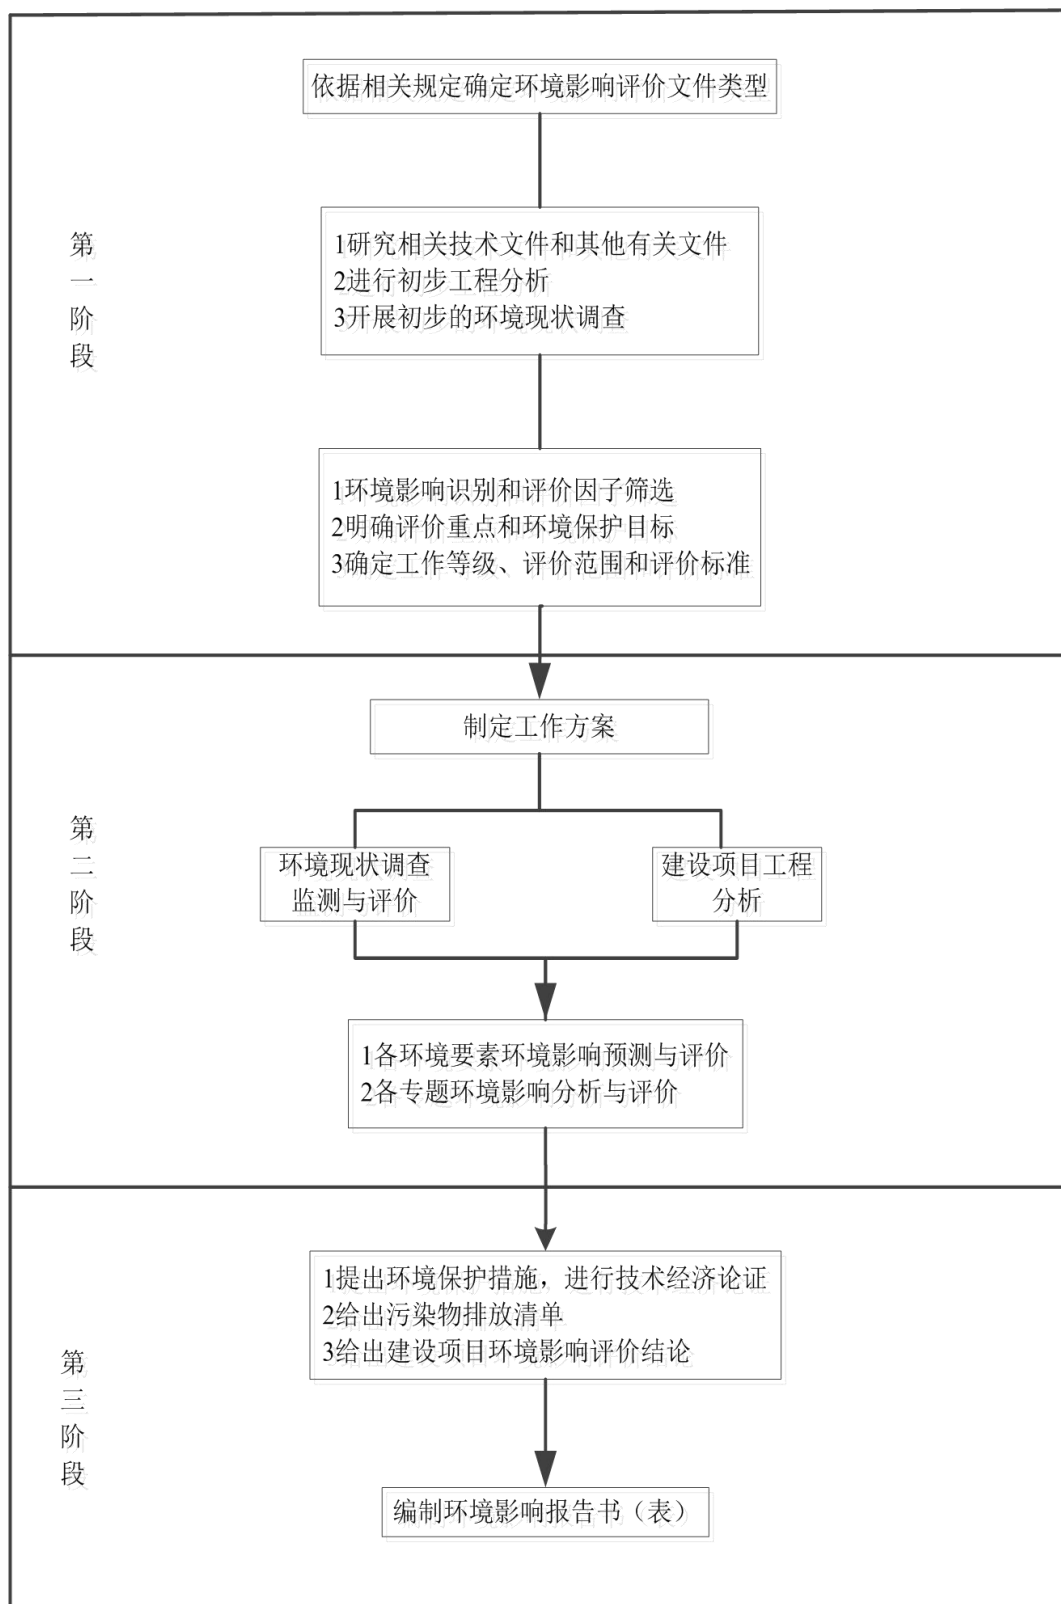 依据相关规定确定环境影响评价文件类型
第一阶段
1研究相关技术文件和其他有关文件
2进行初步工程分析
3开展初步的环境现状调查
1环境影响识别和评价因子筛选
2明确评价重点和环境保护目标
3确定工作等级、评价范围和评价标准
制定工作方案
第二阶段
环境现状调查
监测与评价
建设项目工程
分析
1各环境要素环境影响预测与评价
2各专题环境影响分析与评价
1提出环境保护措施，进行技术经济论证
2给出污染物排放清单
3给出建设项目环境影响评价结论
第三阶段
编制环境影响报告书（表）